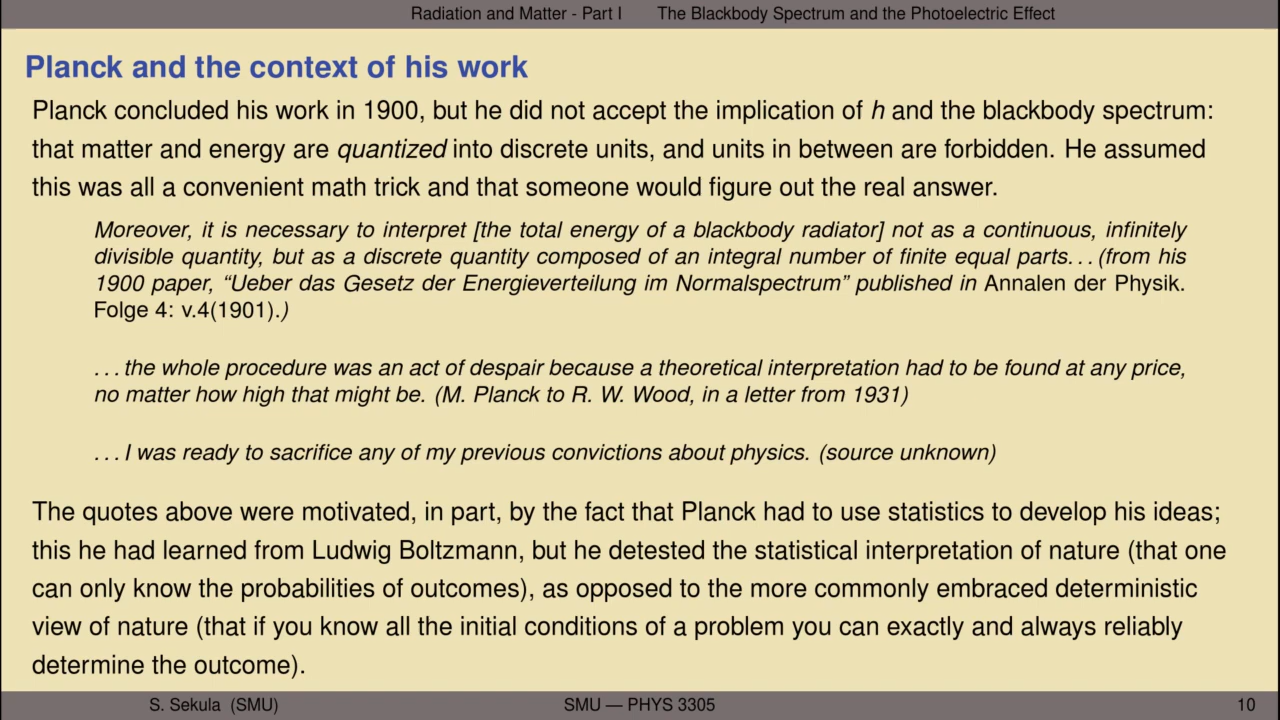 Radiation and Matter - Part I The Blackbody Spectrum and the Photoelectric Effect
Planck and the context of his work
Planck concluded his work in 1900, but he did not accept the implication of h and the blackbody spectrum:
that matter and energy are quantized into discrete units, and units in between are forbidden. He assumed
this was all a convenient math trick and that someone would figure out the real answer.
Moreover, it is necessary to interpret [the total energy of a blackbody radiator] not as a continuous, infinitely
divisible quantity, but as a discrete quantity composed of an integral number of finite equal parts. . . (from his
1900 paper, “Ueber das Gesetz der Energieverteilung im Normalspectrum” published in Annalen der Physik.
Folge 4: v.4(1901).)
. . . the whole procedure was an act of despair because a theoretical interpretation had to be found at any price,
no matter how high that might be. (M. Planck to R. W. Wood, in a letter from 1931)
. . . I was ready to sacrifice any of my previous convictions about physics. (source unknown)
The quotes above were motivated, in part, by the fact that Planck had to use statistics to develop his ideas;
this he had learned from Ludwig Boltzmann, but he detested the statistical interpretation of nature (that one
can only know the probabilities of outcomes), as opposed to the more commonly embraced deterministic
view of nature (that if you know all the initial conditions of a problem you can exactly and always reliably
determine the outcome).
S. Sekula (SMU) SMU — PHYS 3305 10